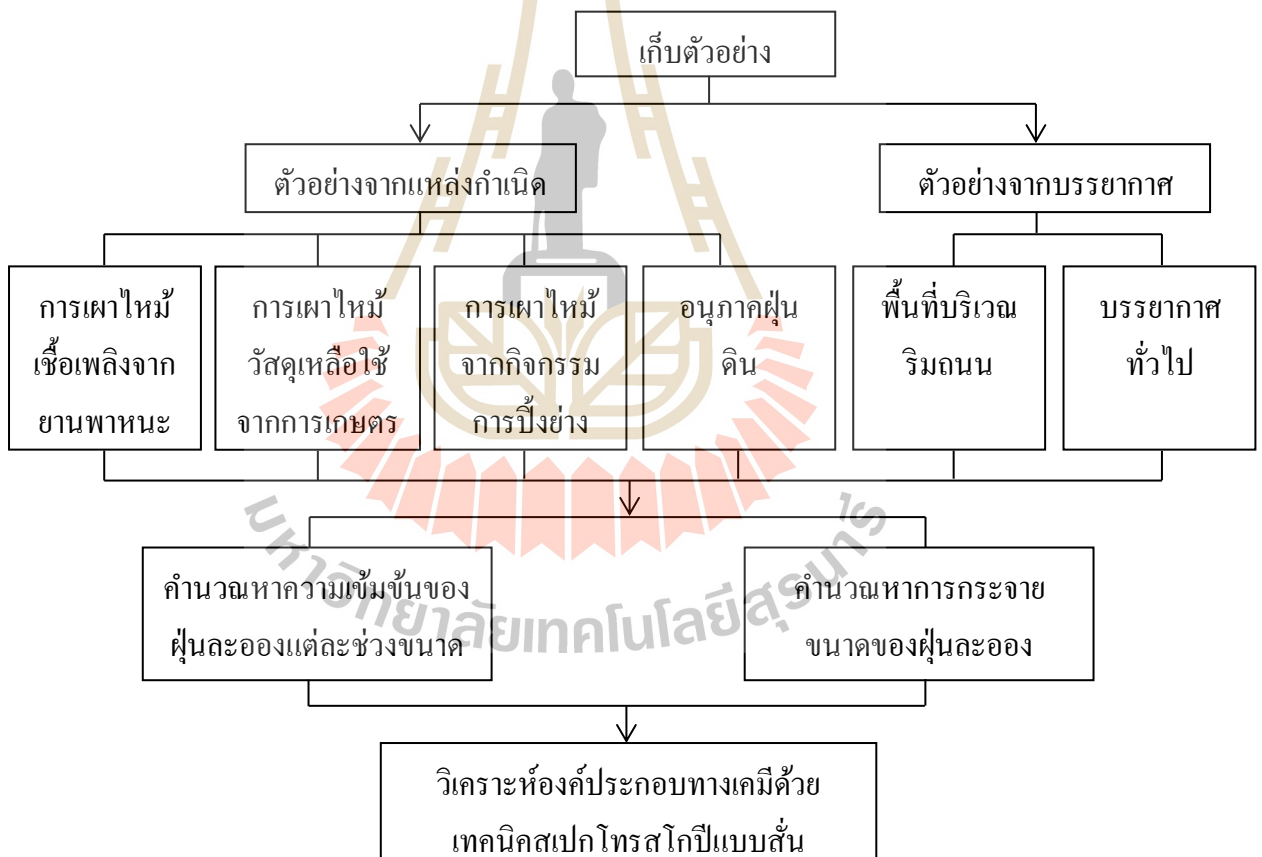 เก็บตัวอย่าง
ตัวอย่างจากแหล่งกำเนิด
ตัวอย่างจากบรรยากาศ
การเผาไหม้
เชื้อเพลิงจาก
ยานพาหนะ
การเผาไหม้
วัสดุเหลือใช้
จากการเกษตร
การเผาไหม้
จากกิจกรรม
การปิ้งย่าง
อนุภาคฝุ่น
ดิน
พื้นที่บริเวณ
ริมถนน
บรรยากาศ
ทั่วไป
คำนวณหาความเข้มข้นของ
ฝุ่นละอองแต่ละช่วงขนาด
คำนวณหาการกระจาย
ขนาดของฝุ่นละออง
มหาวิทยาลัยเทคโนโลยีสุรนารี
วิเคราะห์องค์ประกอบทางเคมีด้วย
เทคนิคสเปกโทรสโกปีแบบสั่น